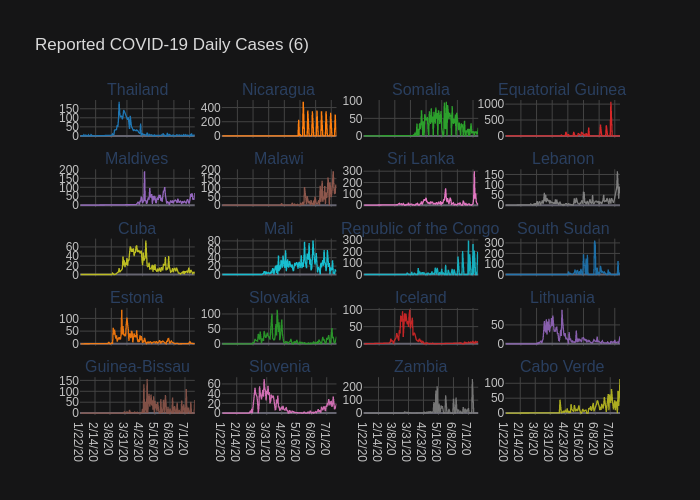 Reported COVID-19 Daily Cases (6)
Thailand Nicaragua Somalia Equatorial Guinea
150 100 50 0
400 200 0
100 50 0
1000 500 0
Maldives Malawi Sri Lanka Lebanon
200 150 100 50 0
200 150 100 50 0
300 200 100 0
150 100 50 0
Cuba Mali Republic of the Congo South Sudan
60 40 20 0
80 60 40 20 0
300 200 100 0
300 200 100 0
Estonia Slovakia Iceland Lithuania
100 50 0
100 50 0
100 50 0
50 0
Guinea-Bissau Slovenia Zambia Cabo Verde
150 100 50 0
60 40 20 0
200 100 0
100 50 0
1/22/20 2/14/20 3/8/20 3/31/20 4/23/20 5/16/20 6/8/20 7/1/20
1/22/20 2/14/20 3/8/20 3/31/20 4/23/20 5/16/20 6/8/20 7/1/20
1/22/20 2/14/20 3/8/20 3/31/20 4/23/20 5/16/20 6/8/20 7/1/20
1/22/20 2/14/20 3/8/20 3/31/20 4/23/20 5/16/20 6/8/20 7/1/20